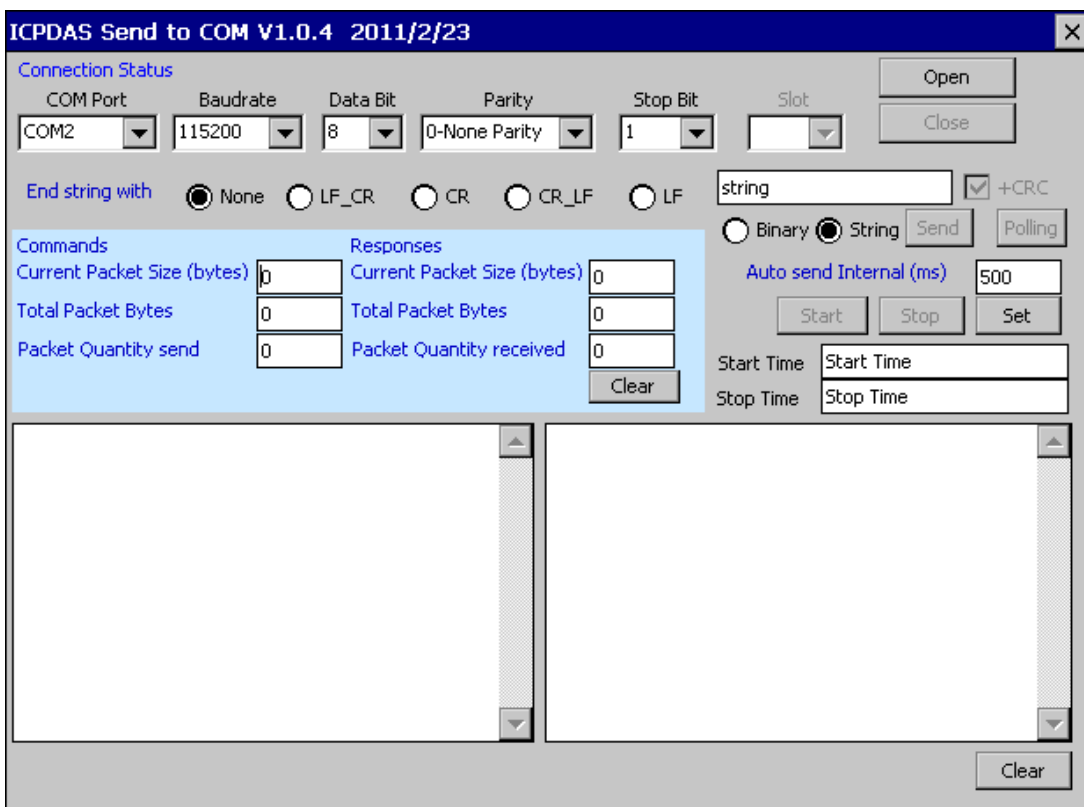 ICPDAS Send to COM V1.0.4 2011/2/23
Connection Status
Open
COM Port Baudrate Data Bit Parity Stop Bit Slot
COM2 115200 8 0-None Parity 1
Close
End string with None LF_CR CR CR_LF LF
string +CRC
Binary String Send Polling
Commands Responses
Current Packet Size (bytes) 0 Current Packet Size (bytes) 0
Auto send Internal (ms) 500
Total Packet Bytes 0 Total Packet Bytes 0
Start Stop Set
Packet Quantity send 0 Packet Quantity received 0
Start Time Start Time
Clear
Stop Time Stop Time
Clear